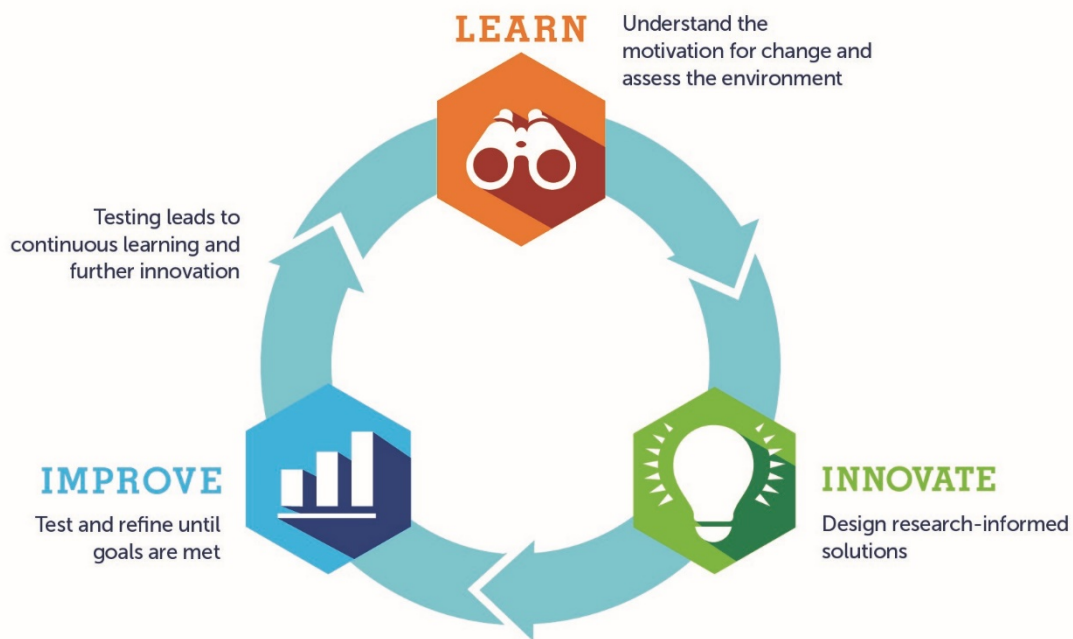 LEARN
Understand the
motivation for change and
assess the environment
Testing leads to
continuous learning and
further innovation
IMPROVE
Test and refine until
goals are met
INNOVATE
Design research-informed
solutions